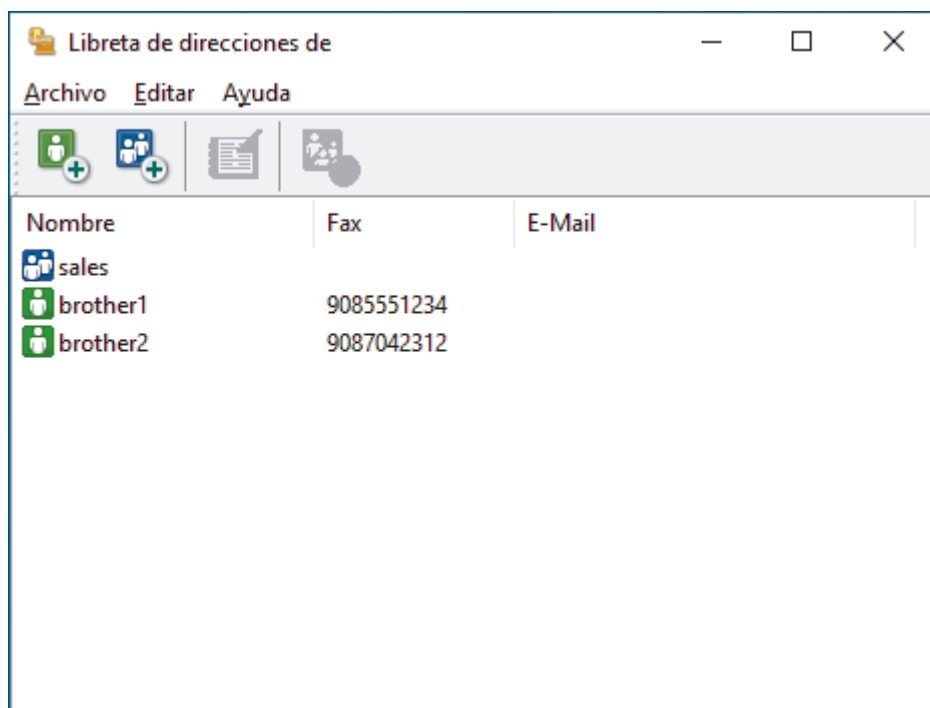 Libreta de direcciones de
Archivo Editar Ayuda
Nombre Fax E-Mail
sales
brother1 9085551234
brother2 9087042312